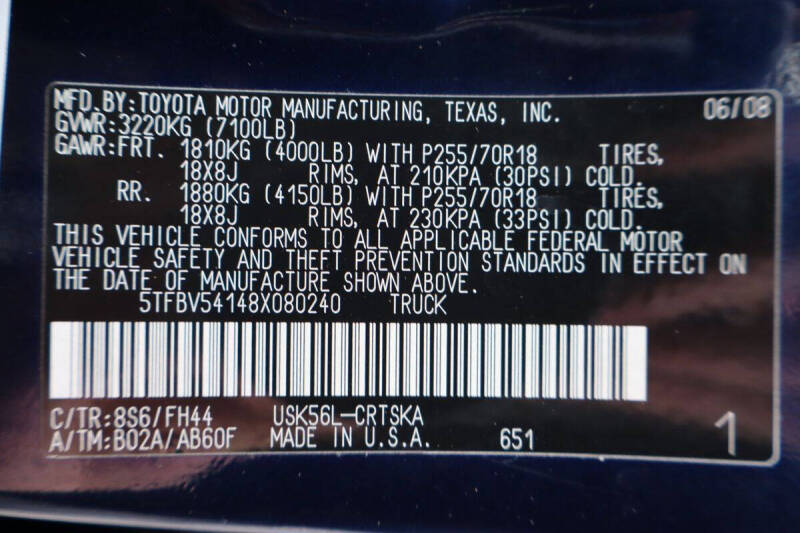 MFD.BY:TOYOTA MOTOR MANUFACTURING, TEXAS, INC. 06/08
GVWR:3220KG (7100LB)
GAWR:FRT. 1810KG (4000LB) WITH P255/70R18 TIRES,
18X8J RIMS, AT 210KPA (30PSI) COLD.
RR. 1880KG (4150LB) WITH P255/70R18 TIRES,
18X8J RIMS, AT 230KPA (33PSI) COLD.
THIS VEHICLE CONFORMS TO ALL APPLICABLE FEDERAL MOTOR
VEHICLE SAFETY AND THEFT PREVENTION STANDARDS IN EFFECT ON
THE DATE OF MANUFACTURE SHOWN ABOVE.
5TFBV54148X080240 TRUCK
C/TR:8S6/FH44 USK56L-CRTSKA
A/TM:B02A/AB60F MADE IN U.S.A. 651 1